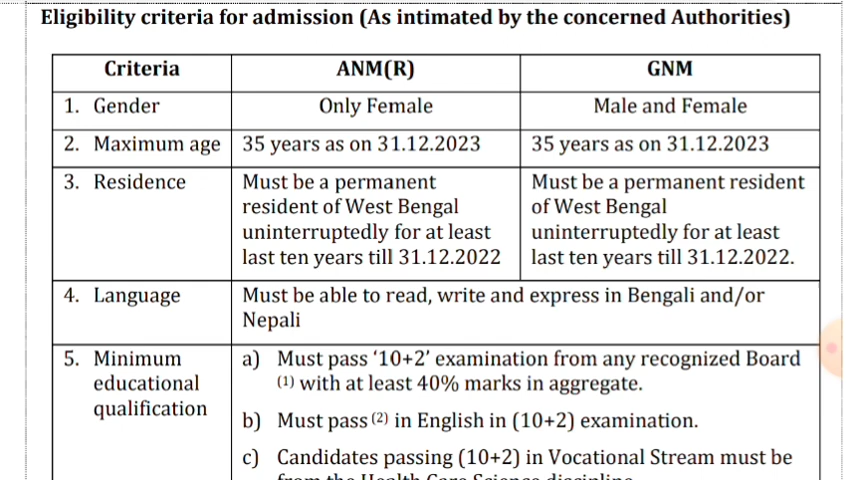 Eligibility criteria for admission (As intimated by the concerned Authorities)
Criteria ANM(R) GNM
1. Gender Only Female Male and Female
2. Maximum age 35 years as on 31.12.2023 35 years as on 31.12.2023
3. Residence Must be a permanent Must be a permanent resident
resident of West Bengal of West Bengal
uninterruptedly for at least uninterruptedly for at least
last ten years till 31.12.2022 last ten years till 31.12.2022.
4. Language Must be able to read, write and express in Bengali and/or
Nepali
5. Minimum a) Must pass ‘10+2’ examination from any recognized Board
educational (1) with at least 40% marks in aggregate.
qualification
b) Must pass (2) in English in (10+2) examination.
c) Candidates passing (10+2) in Vocational Stream must be
from the Health Care Science discipline